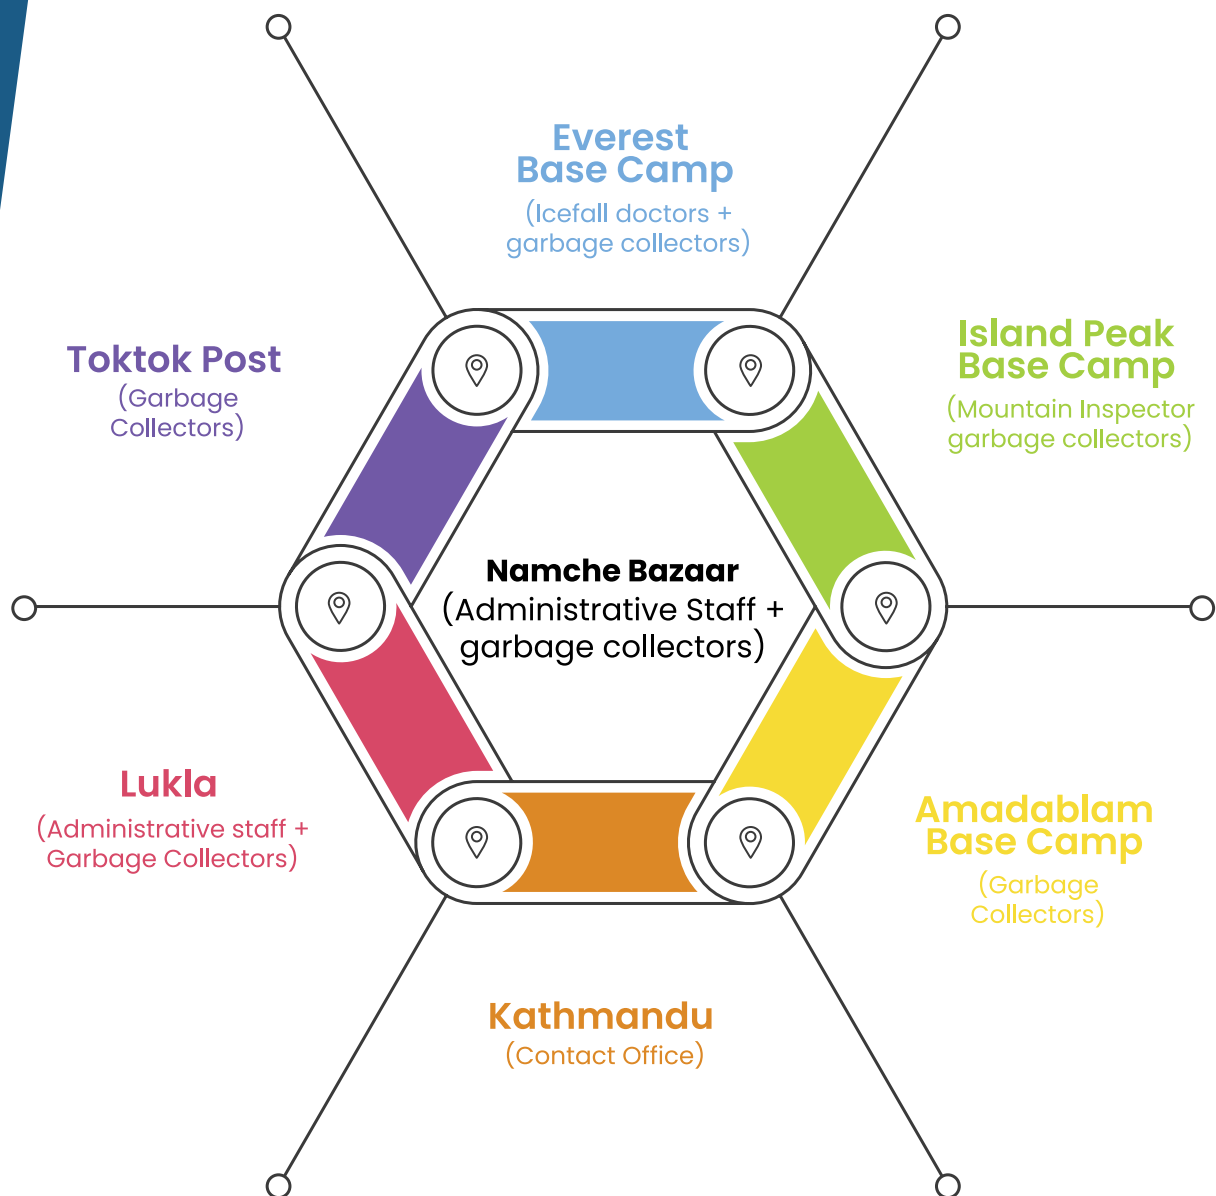 Everest
Base Camp
(Icefall doctors +
garbage collectors)
Island Peak
Base Camp
(Mountain Inspector
garbage collectors)
Toktok Post
(Garbage
Collectors)
Namche Bazaar
(Administrative Staff +
garbage collectors)
Lukla
(Administrative staff +
Garbage Collectors)
Amadablam
Base Camp
(Garbage
Collectors)
Kathmandu
(Contact Office)